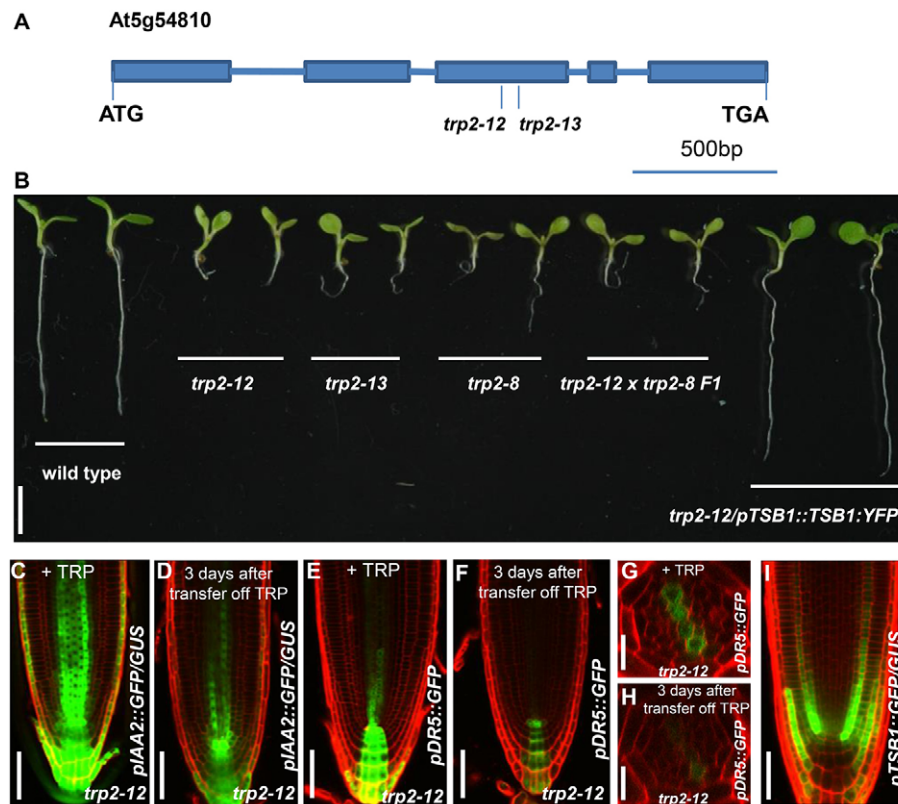 A
At5g54810
ATG
trp2-12
trp2-13
TGA
500bp
B
wild type
trp2-12
trp2-13
trp2-8
trp2-12 x trp2-8 F1
trp2-12/pTSB1::TSB1:YFP
C
+ TRP
pIAA2::GFP/GUS
trp2-12
D
3 days after
transfer off TRP
pIAA2::GFP/GUS
trp2-12
E
+ TRP
pDR5::GFP
trp2-12
F
3 days after
transfer off TRP
pDR5::GFP
trp2-12
G
+ TRP
pDR5::GFP
trp2-12
H
3 days after
transfer off TRP
pDR5::GFP
trp2-12
I
pTSB1::GFP/GUS